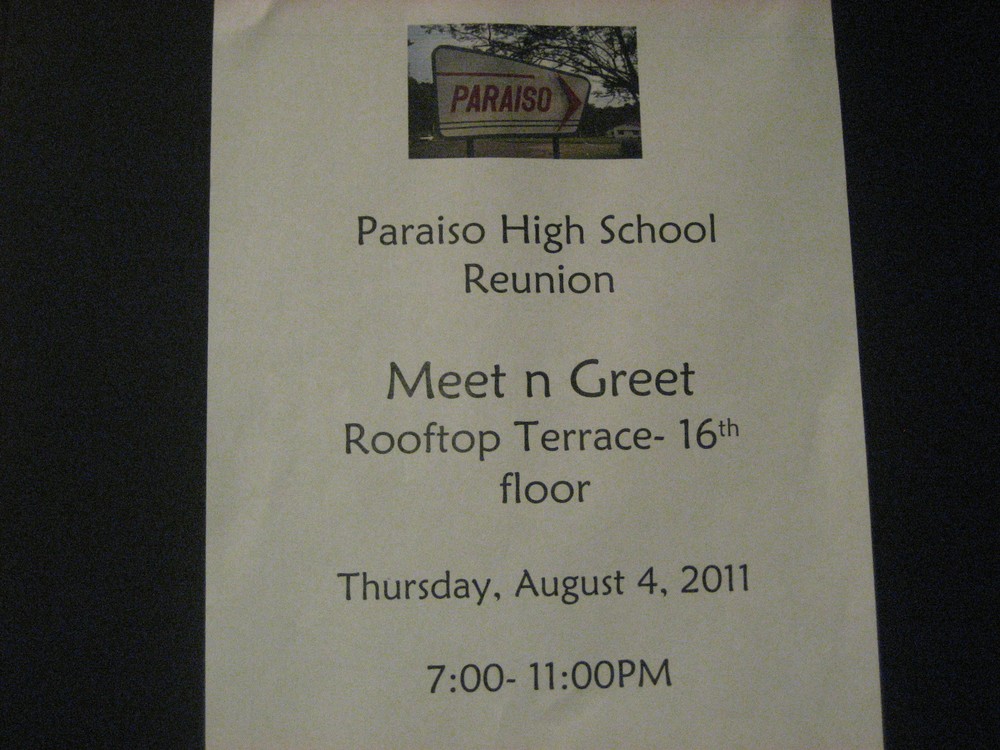 PARAISO
Paraiso High School
Reunion
Meet n Greet
Rooftop Terrace- 16th
floor
Thursday, August 4, 2011
7:00- 11:00PM